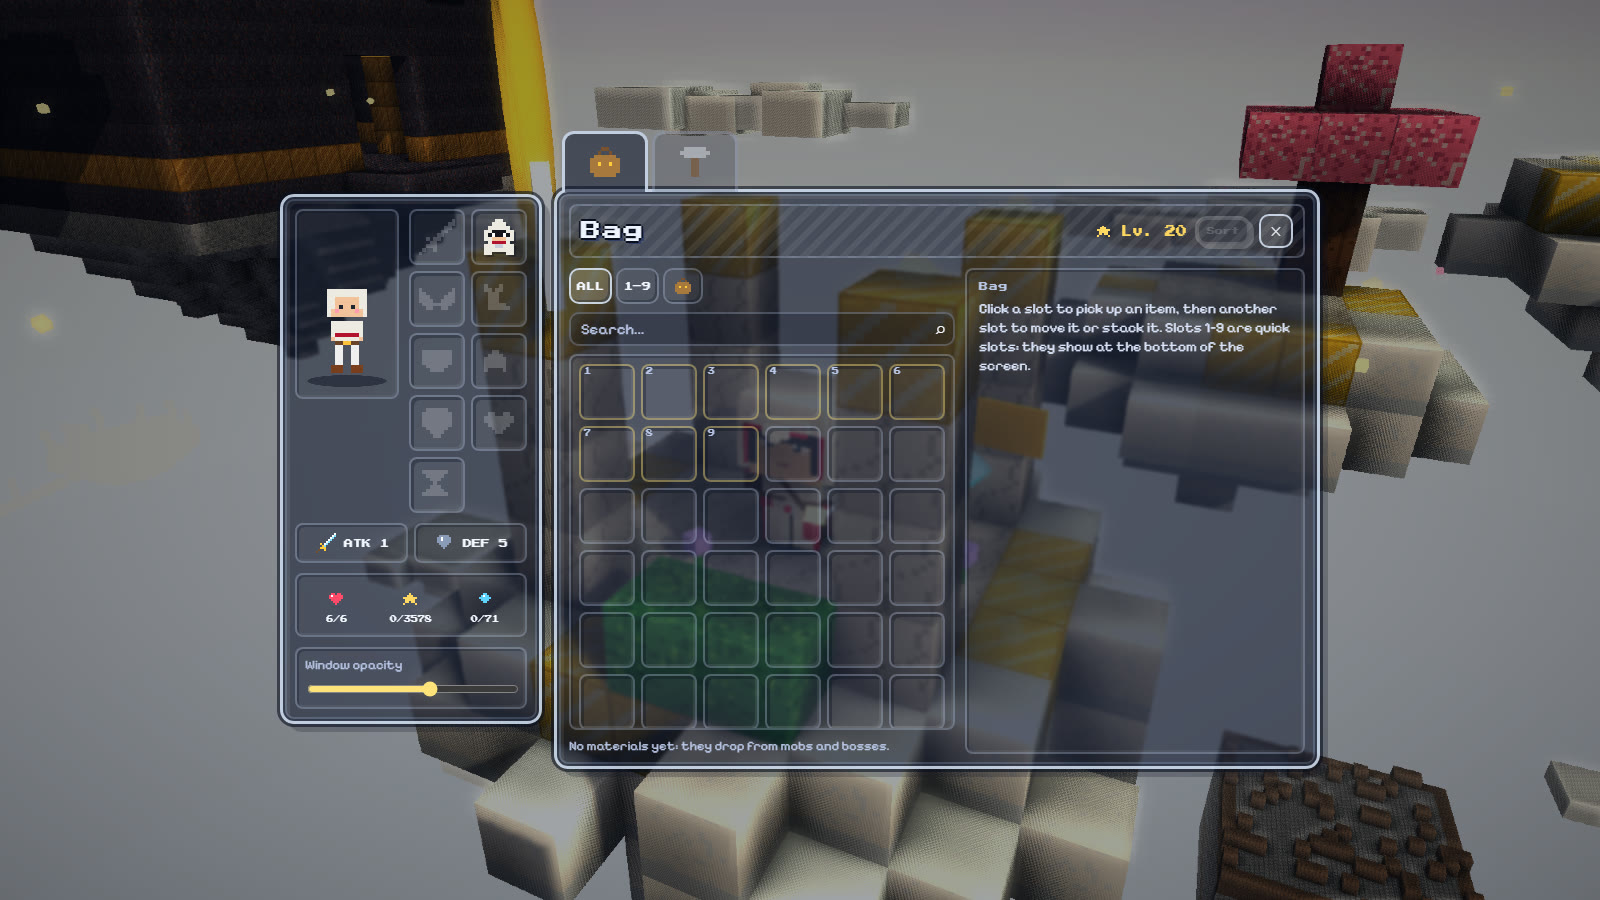 Bag
Lv. 20
Sort
ALL
1-9
Search...
1
2
3
4
5
6
7
8
9
No materials yet: they drop from mobs and bosses.
Bag
Click a slot to pick up an item, then another
slot to move it or stack it. Slots 1-9 are quick
slots: they show at the bottom of the
screen.
ATK 1
DEF 5
6/6
0/3578
0/71
Window opacity